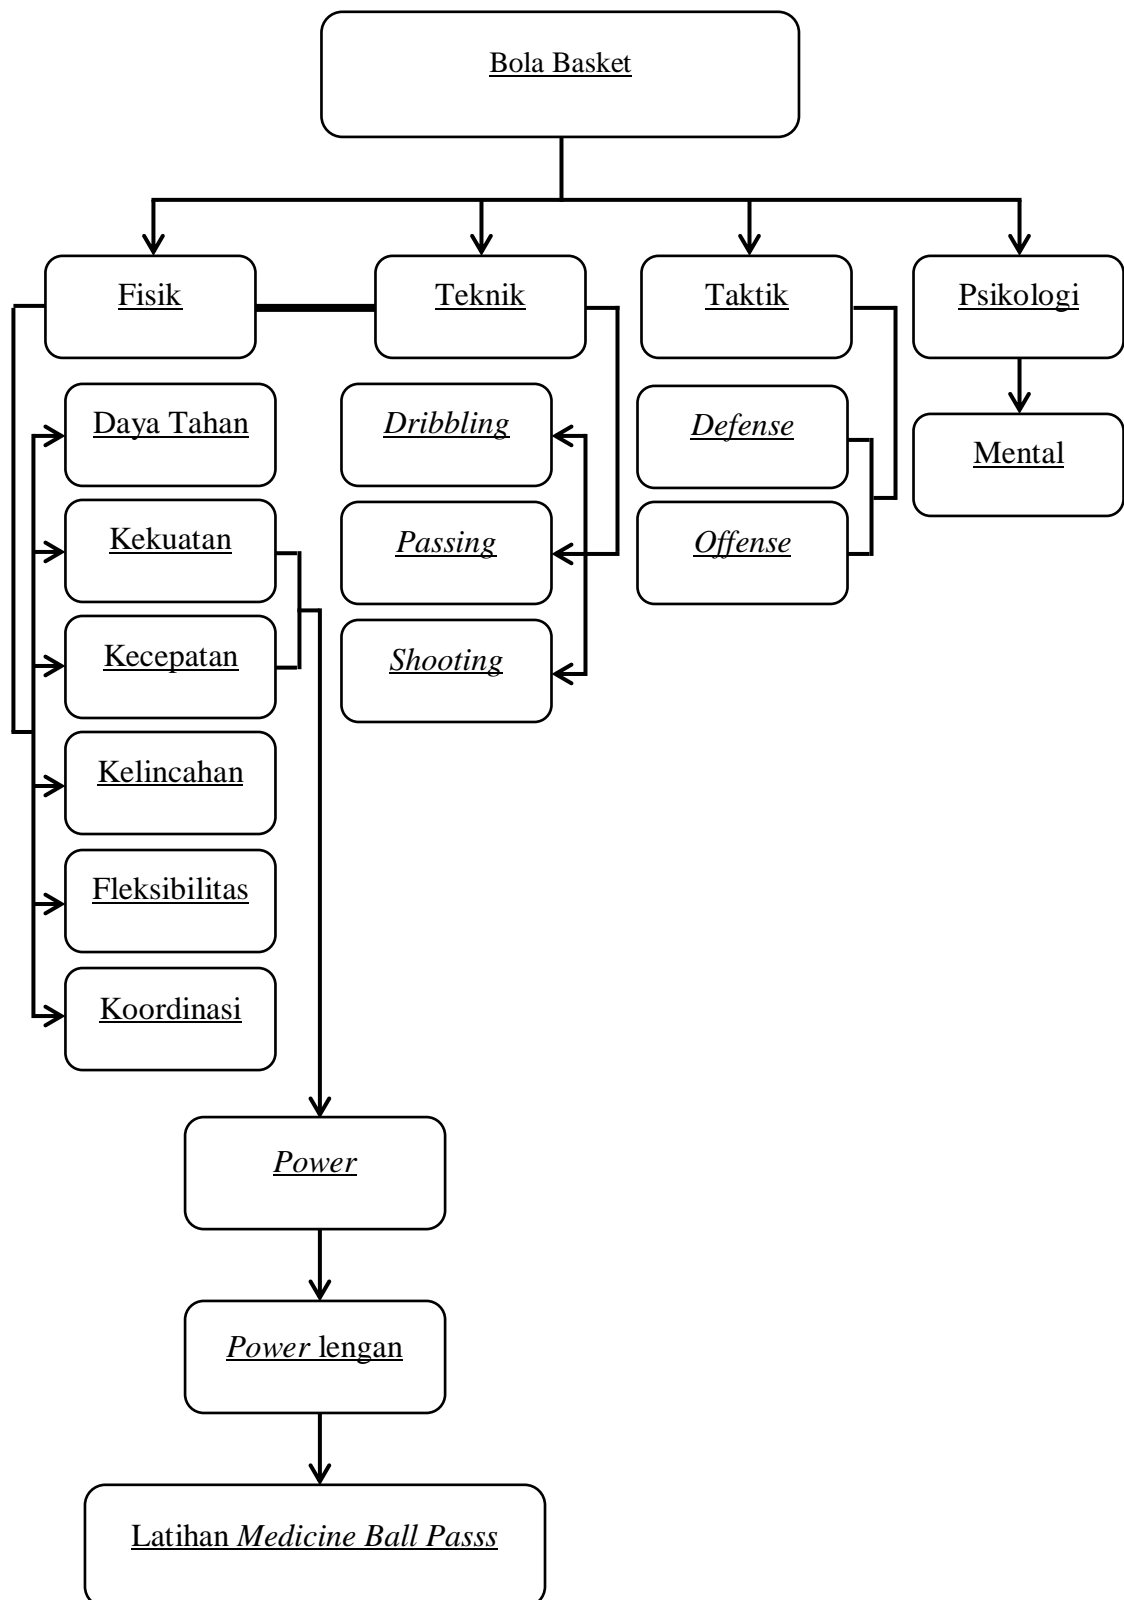 Bola Basket
Fisik
Teknik
Taktik
Psikologi
Daya Tahan
Dribbling
Defense
Mental
Kekuatan
Passing
Offense
Kecepatan
Shooting
Kelincahan
Fleksibilitas
Koordinasi
Power
Power lengan
Latihan Medicine Ball Passs